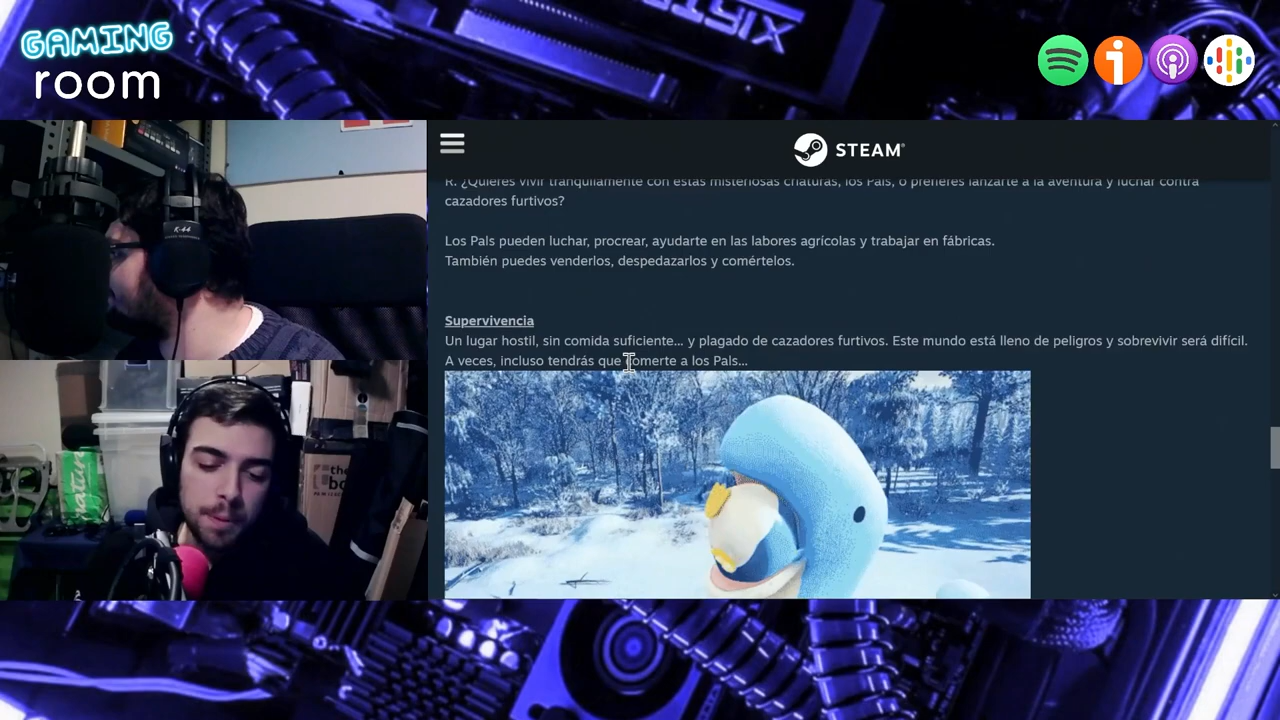 GAMING
room
STEAM
R. ¿Quieres vivir tranquilamente con estas misteriosas criaturas, los Pals, o prefieres lanzarte a la aventura y luchar contra
cazadores furtivos?
Los Pals pueden luchar, procrear, ayudarte en las labores agrícolas y trabajar en fábricas.
También puedes venderlos, despedazarlos y comértelos.
Supervivencia
Un lugar hostil, sin comida suficiente... y plagado de cazadores furtivos. Este mundo está lleno de peligros y sobrevivir será difícil.
A veces, incluso tendrás que comerte a los Pals...
K-44
the